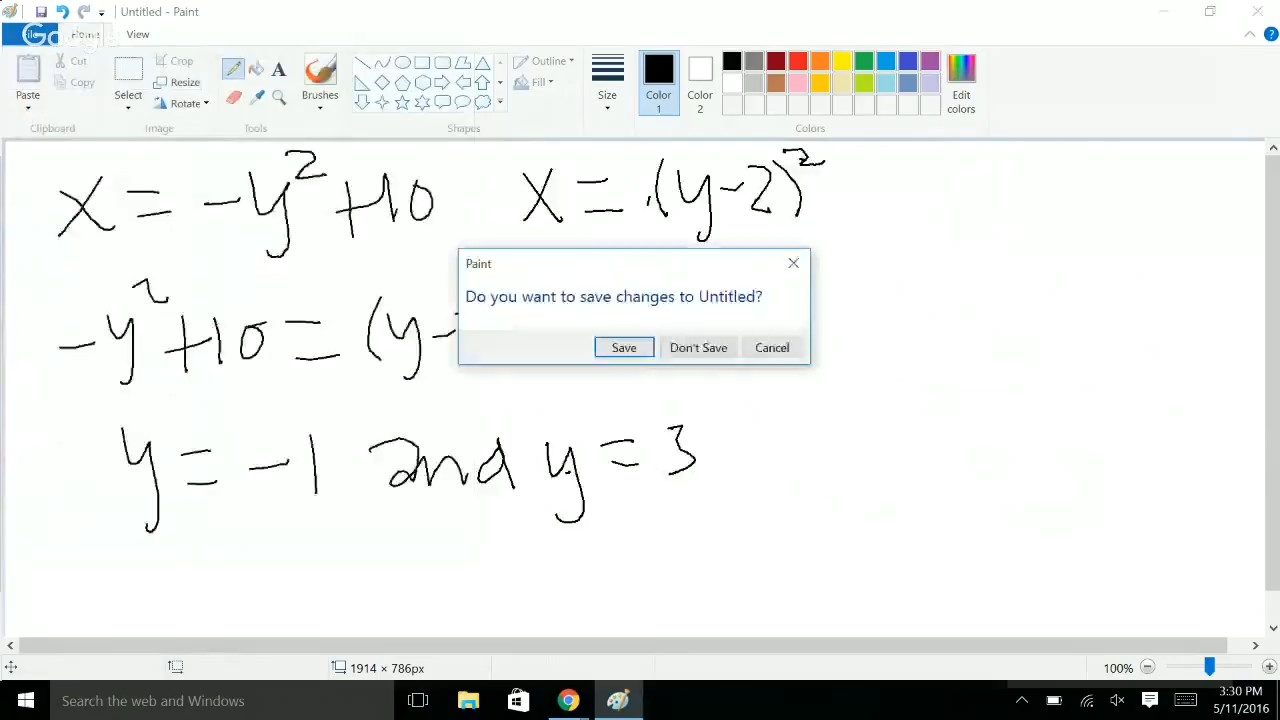 Untitled - Paint
File Home View
Paste
Cut
Copy
Clipboard
Select
Crop
Resize
Rotate
Image
Tools
Brushes
Shapes
Outline
Fill
Size
Color 1
Color 2
Edit colors
Colors
x = -y² + 10 x = (y-2)²
-y² + 10 = (y-
y = -1 and y = 3
Paint
Do you want to save changes to Untitled?
Save Don't Save Cancel
1914 × 786px
100%
Search the web and Windows
3:30 PM
5/11/2016